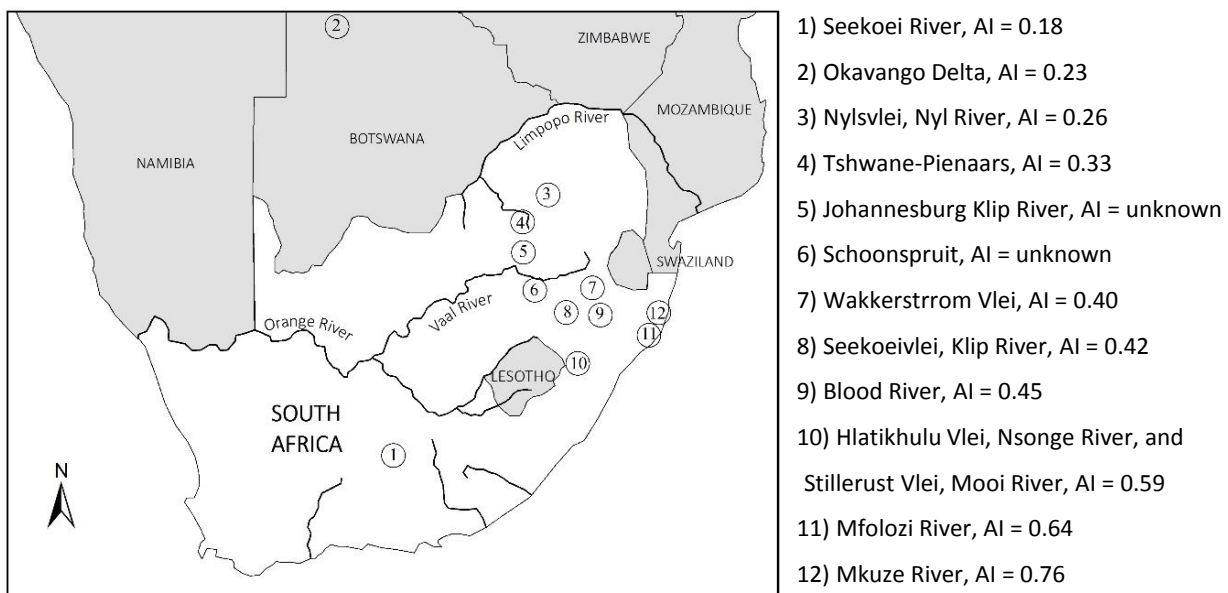 2
ZIMBABWE
MOZAMBIQUE
BOTSWANA
Limpopo River
NAMIBIA
3
4
5
SWAZILAND
6
7
Vaal River
8
9
12
Orange River
11
10
LESOTHO
SOUTH
AFRICA
1
N
1) Seekoei River, AI = 0.18
2) Okavango Delta, AI = 0.23
3) Nylsvlei, Nyl River, AI = 0.26
4) Tshwane-Pienaars, AI = 0.33
5) Johannesburg Klip River, AI = unknown
6) Schoonspruit, AI = unknown
7) Wakkerstrrom Vlei, AI = 0.40
8) Seekoeivlei, Klip River, AI = 0.42
9) Blood River, AI = 0.45
10) Hlatikhulu Vlei, Nsonge River, and
Stillerust Vlei, Mooi River, AI = 0.59
11) Mfolozi River, AI = 0.64
12) Mkuze River, AI = 0.76